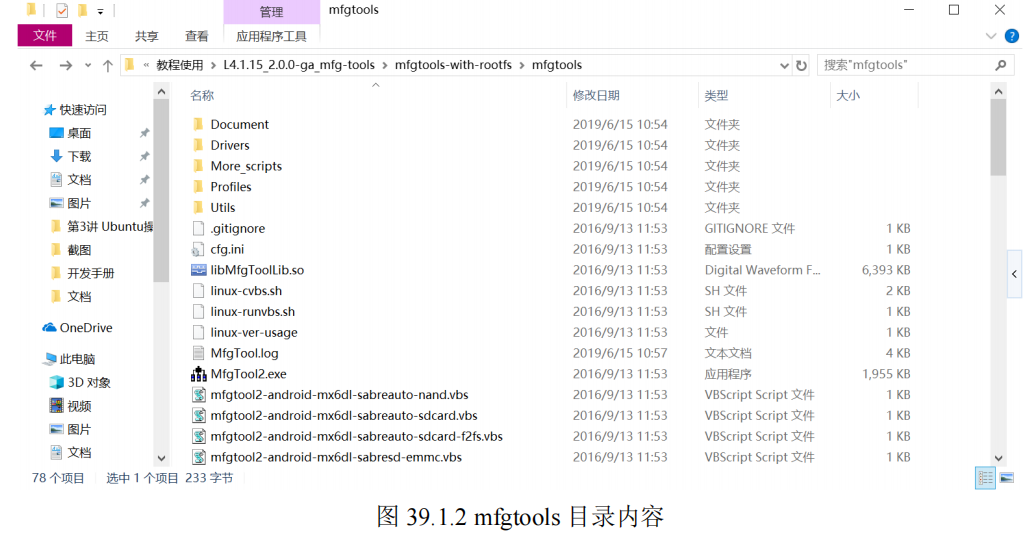 管理 mfgtools
文件 主页 共享 查看 应用程序工具
« 教程使用 > L4.1.15_2.0.0-ga_mfg-tools > mfgtools-with-rootfs > mfgtools 搜索"mfgtools"
名称 修改日期 类型 大小
快速访问
桌面
下载
文档
图片
第3讲 Ubuntu操
截图
开发手册
文档
OneDrive
此电脑
3D 对象
视频
图片
文档
Document 2019/6/15 10:54 文件夹
Drivers 2019/6/15 10:54 文件夹
More_scripts 2019/6/15 10:54 文件夹
Profiles 2019/6/15 10:54 文件夹
Utils 2019/6/15 10:54 文件夹
.gitignore 2016/9/13 11:53 GITIGNORE 文件 1 KB
cfg.ini 2016/9/13 11:53 配置设置 1 KB
libMfgToolLib.so 2016/9/13 11:53 Digital Waveform F... 6,393 KB
linux-cvbs.sh 2016/9/13 11:53 SH 文件 2 KB
linux-runvbs.sh 2016/9/13 11:53 SH 文件 1 KB
linux-ver-usage 2016/9/13 11:53 文件 1 KB
MfgTool.log 2019/6/15 10:57 文本文档 4 KB
MfgTool2.exe 2016/9/13 11:53 应用程序 1,955 KB
mfgtool2-android-mx6dl-sabreauto-nand.vbs 2016/9/13 11:53 VBScript Script 文件 1 KB
mfgtool2-android-mx6dl-sabreauto-sdcard.vbs 2016/9/13 11:53 VBScript Script 文件 1 KB
mfgtool2-android-mx6dl-sabreauto-sdcard-f2fs.vbs 2016/9/13 11:53 VBScript Script 文件 1 KB
mfgtool2-android-mx6dl-sabresd-emmc.vbs 2016/9/13 11:53 VBScript Script 文件 1 KB
78 个项目 选中 1 个项目 233 字节
图 39.1.2 mfgtools 目录内容